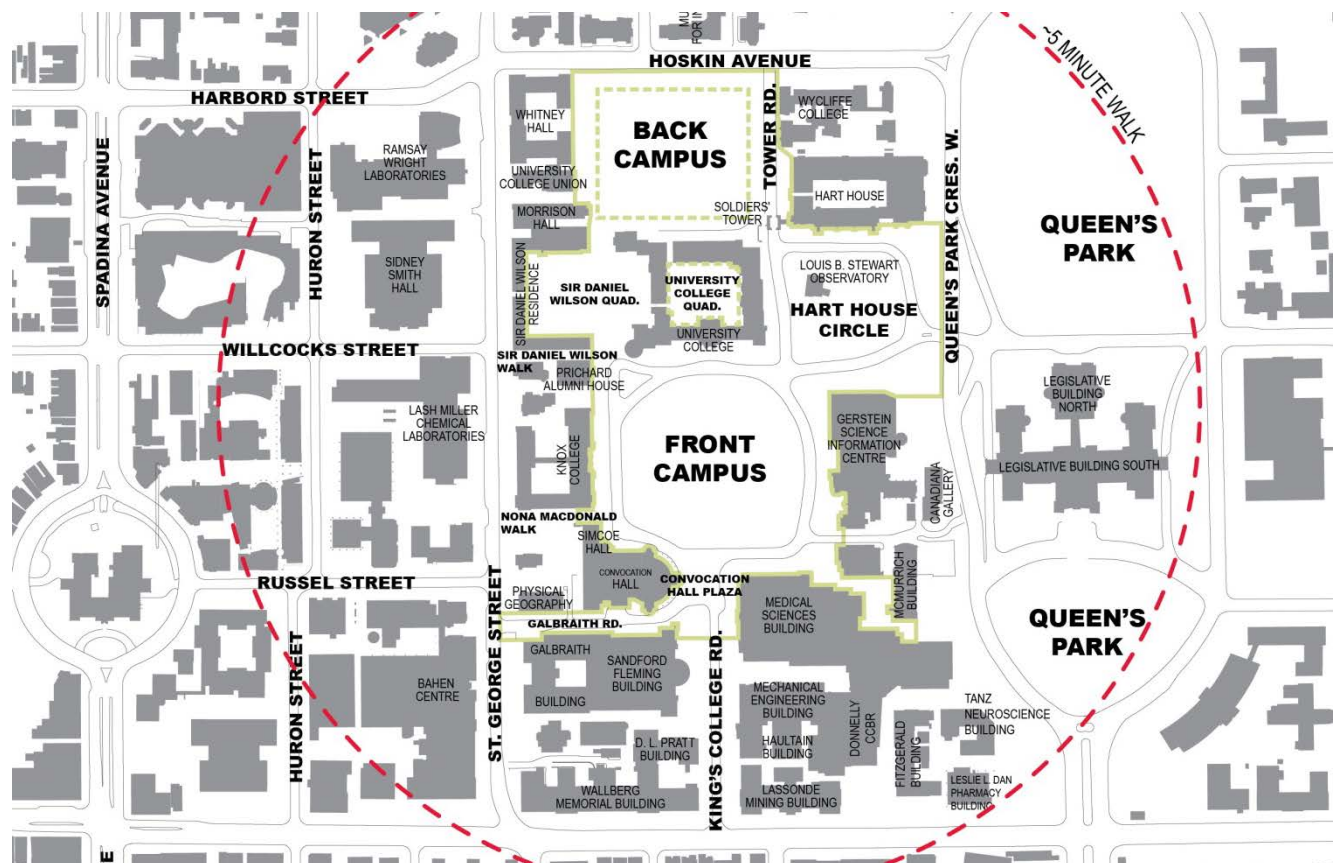 MU
FOR IN
HOSKIN AVENUE
~5 MINUTE WALK
HARBORD STREET
WHITNEY
HALL
BACK
CAMPUS
TOWER RD.
WYCLIFFE
COLLEGE
SPADINA AVENUE
HURON STREET
RAMSAY
WRIGHT
LABORATORIES
UNIVERSITY
COLLEGE UNION
HART HOUSE
QUEEN'S PARK CRES. W.
MORRISON
HALL
SOLDIERS'
TOWER
QUEEN'S
PARK
SIDNEY
SMITH
HALL
SIR DANIEL WILSON
RESIDENCE
SIR DANIEL
WILSON QUAD.
UNIVERSITY
COLLEGE
QUAD.
LOUIS B. STEWART
OBSERVATORY
HART HOUSE
CIRCLE
UNIVERSITY
COLLEGE
WILLCOCKS STREET
SIR DANIEL WILSON
WALK
PRICHARD
ALUMNI HOUSE
LEGISLATIVE
BUILDING
NORTH
LASH MILLER
CHEMICAL
LABORATORIES
KNOX
COLLEGE
FRONT
CAMPUS
GERSTEIN
SCIENCE
INFORMATION
CENTRE
LEGISLATIVE BUILDING SOUTH
CANADIANA
GALLERY
NONA MACDONALD
WALK
SIMCOE
HALL
CONVOCATION
HALL
CONVOCATION
HALL PLAZA
RUSSEL STREET
PHYSICAL
GEOGRAPHY
MEDICAL
SCIENCES
BUILDING
MCMURRICH
BUILDING
QUEEN'S
PARK
GALBRAITH RD.
HURON STREET
ST. GEORGE STREET
GALBRAITH
BUILDING
SANDFORD
FLEMING
BUILDING
KING'S COLLEGE RD.
BAHEN
CENTRE
MECHANICAL
ENGINEERING
BUILDING
DONNELLY
CCBR
TANZ
NEUROSCIENCE
BUILDING
D. L. PRATT
BUILDING
HAULTAIN
BUILDING
FITZGERALD
BUILDING
WALLBERG
MEMORIAL BUILDING
LASSONDE
MINING BUILDING
LESLIE L. DAN
PHARMACY
BUILDING
E